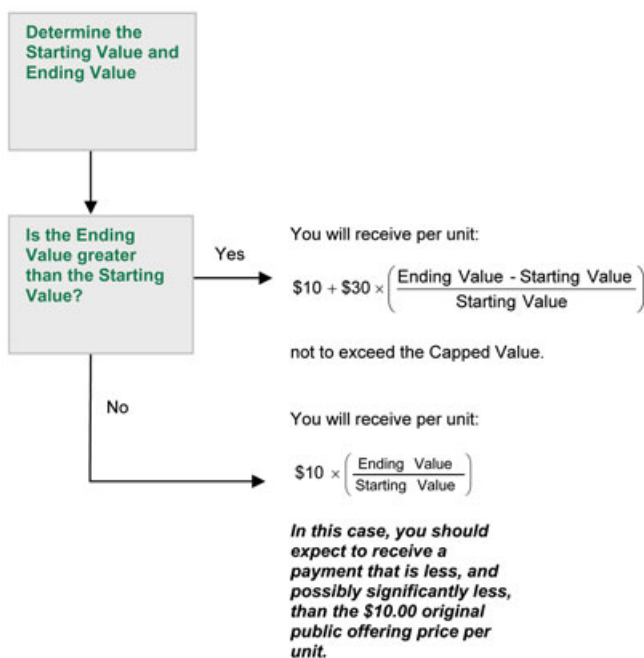 Determine the
Starting Value and
Ending Value
Is the Ending
Value greater
than the Starting
Value?
Yes
You will receive per unit:
$10 + $30 × ( Ending Value - Starting Value / Starting Value )
not to exceed the Capped Value.
No
You will receive per unit:
$10 × ( Ending Value / Starting Value )
In this case, you should
expect to receive a
payment that is less, and
possibly significantly less,
than the $10.00 original
public offering price per
unit.